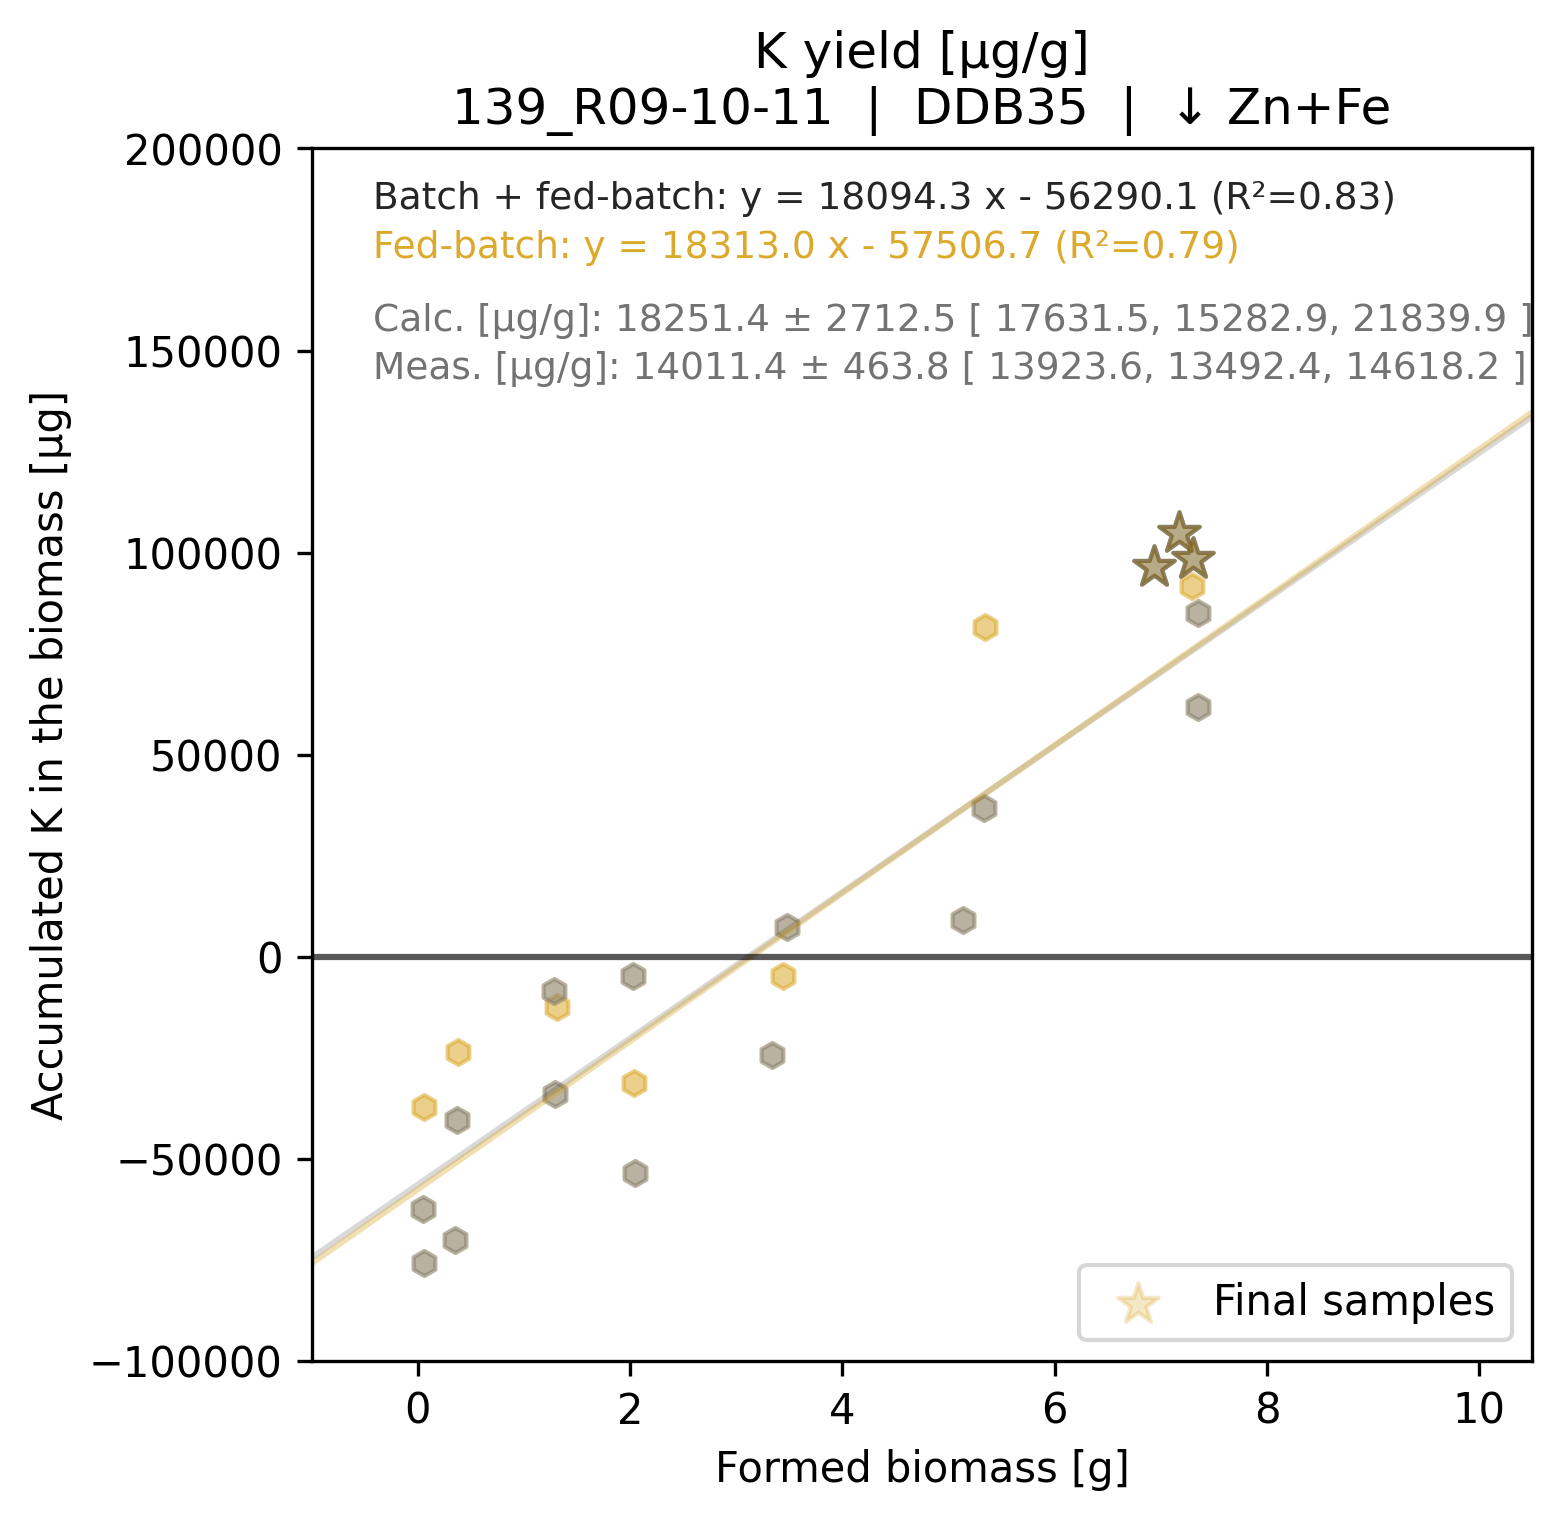 K yield [µg/g]
139_R09-10-11 | DDB35 | ↓ Zn+Fe
200000
150000
100000
50000
0
−50000
−100000
Accumulated K in the biomass [µg]
Batch + fed-batch: y = 18094.3 x - 56290.1 (R²=0.83)
Fed-batch: y = 18313.0 x - 57506.7 (R²=0.79)
Calc. [µg/g]: 18251.4 ± 2712.5 [ 17631.5, 15282.9, 21839.9 ]
Meas. [µg/g]: 14011.4 ± 463.8 [ 13923.6, 13492.4, 14618.2 ]
Final samples
0 2 4 6 8 10
Formed biomass [g]